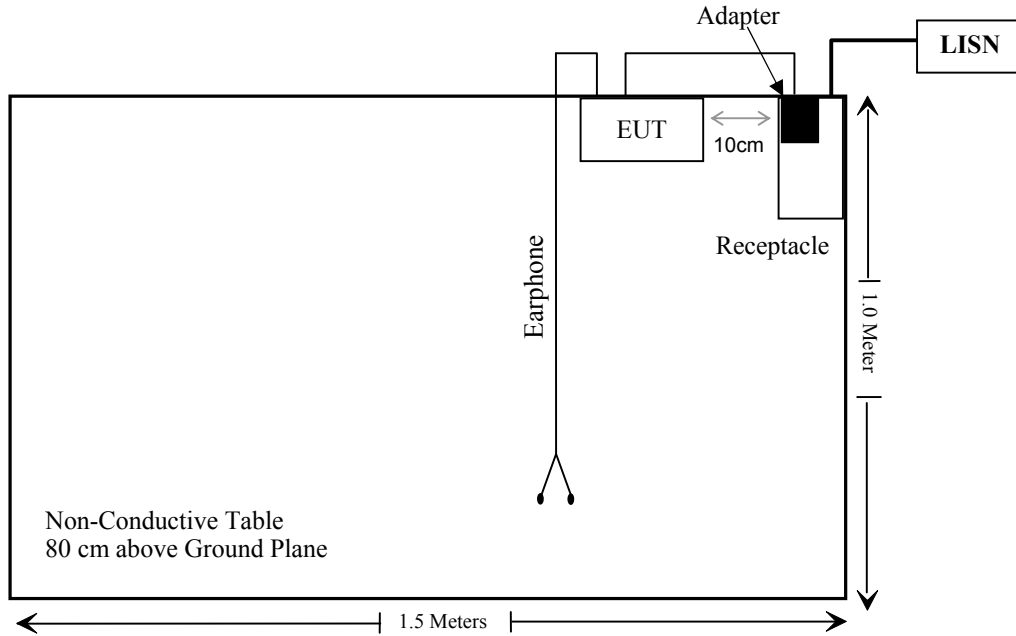 Adapter
LISN
EUT
10cm
Receptacle
Earphone
1.0 Meter
Non-Conductive Table
80 cm above Ground Plane
1.5 Meters